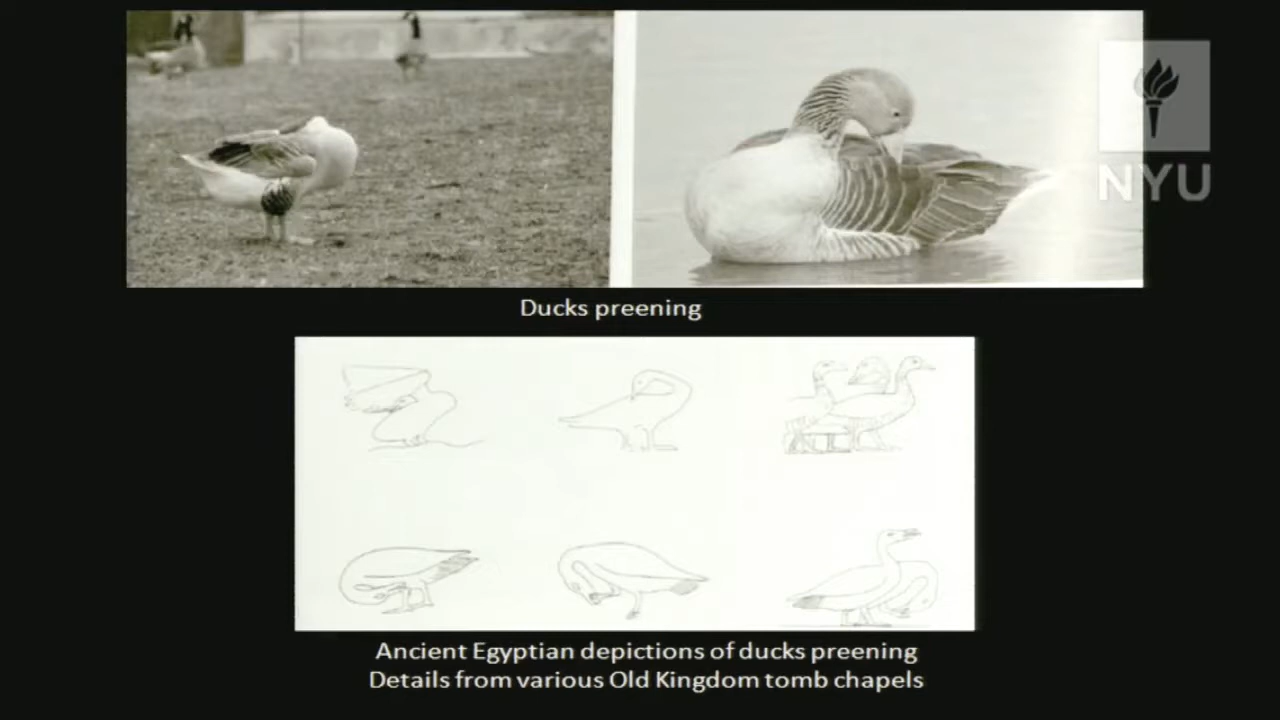 NYU
Ducks preening
Ancient Egyptian depictions of ducks preening
Details from various Old Kingdom tomb chapels